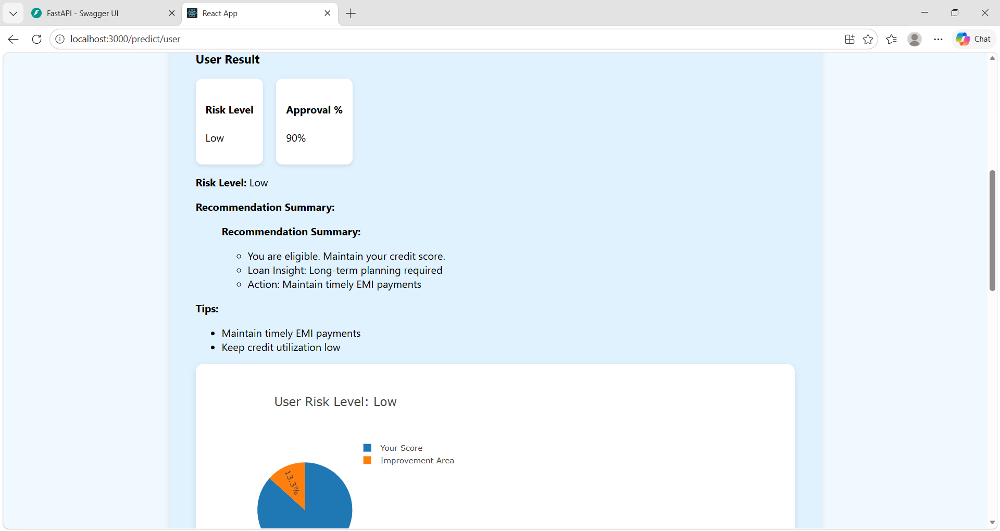 FastAPI - Swagger UI
React App
localhost:3000/predict/user
Chat
User Result
Risk Level
Low
Approval %
90%
Risk Level: Low
Recommendation Summary:
Recommendation Summary:
You are eligible. Maintain your credit score.
Loan Insight: Long-term planning required
Action: Maintain timely EMI payments
Tips:
Maintain timely EMI payments
Keep credit utilization low
User Risk Level: Low
Your Score
Improvement Area
13.3%